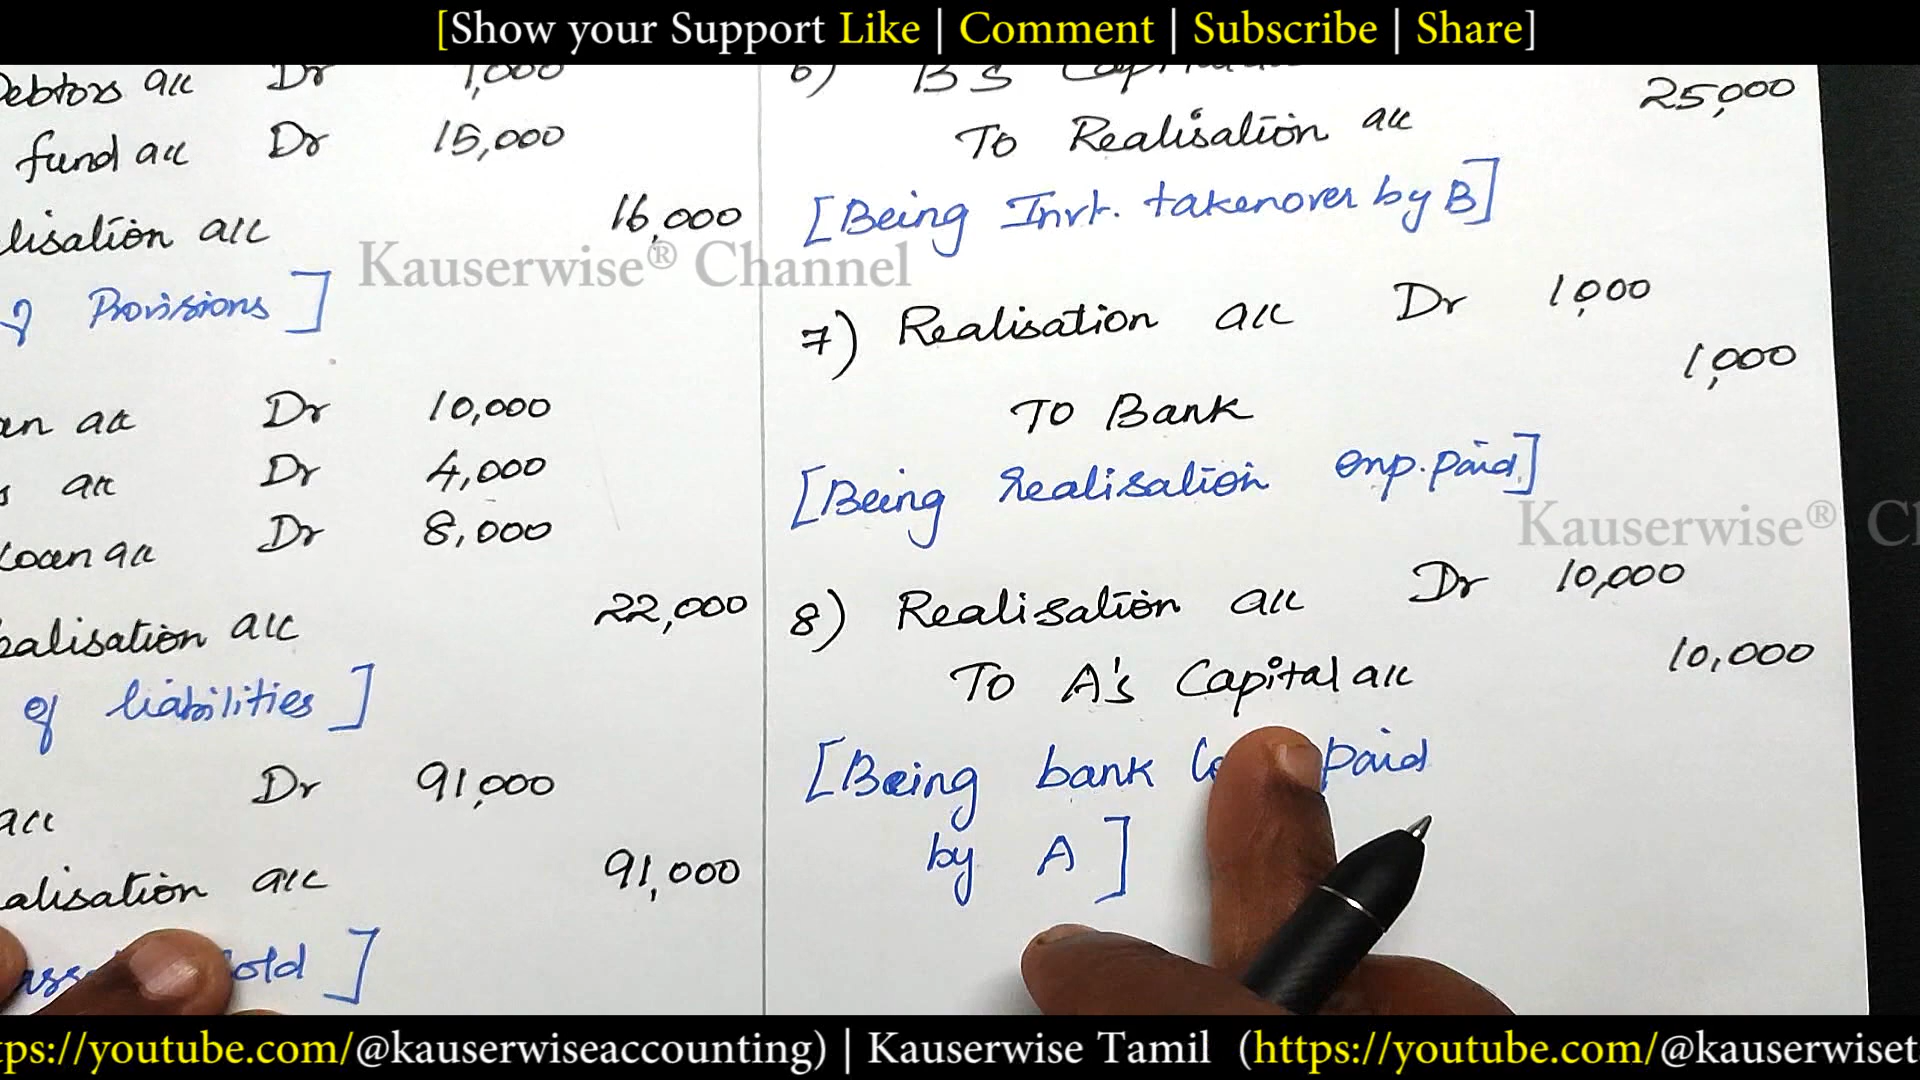 [Show your Support Like | Comment | Subscribe | Share]
Debtors a/c Dr 1,000
fund a/c Dr 15,000
lisation a/c 16,000
Provisions]
an a/c Dr 10,000
s a/c Dr 4,000
Loan a/c Dr 8,000
ealisation a/c 22,000
of liabilities]
a/c Dr 91,000
alisation a/c 91,000
ass old]
6) B's 25,000
To Realisation a/c
[Being Invt. takenover by B]
7) Realisation a/c Dr 1,000
1,000
To Bank
[Being Realisation exp. paid]
8) Realisation a/c Dr 10,000
To A's Capital a/c 10,000
[Being bank paid
by A]
Kauserwise® Channel
Kauserwise® Ch
tps://youtube.com/@kauserwiseaccounting) | Kauserwise Tamil (https://youtube.com/@kauserwiset